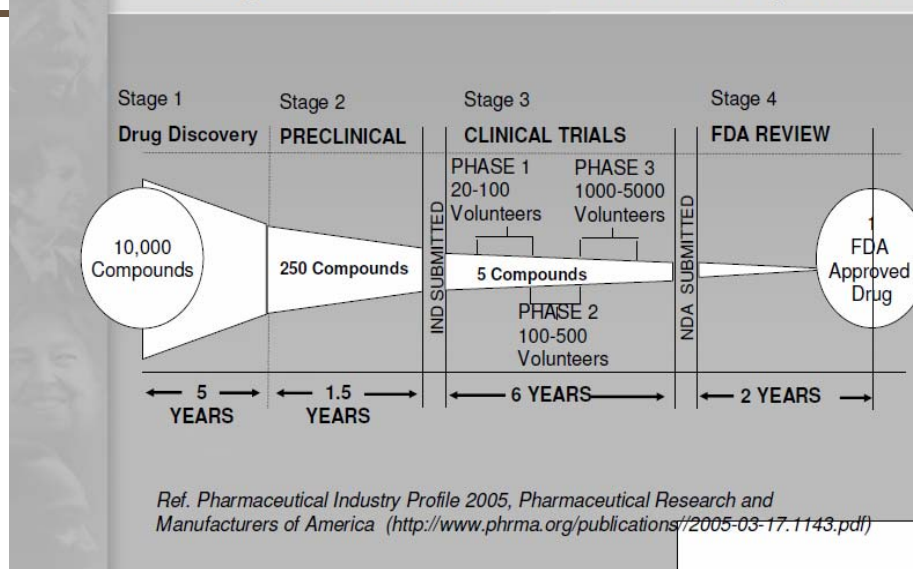 Stage 1
Drug Discovery
Stage 2
PRECLINICAL
Stage 3
CLINICAL TRIALS
Stage 4
FDA REVIEW
10,000
Compounds
250 Compounds
IND SUBMITTED
PHASE 1
20-100
Volunteers
PHASE 3
1000-5000
Volunteers
5 Compounds
PHASE 2
100-500
Volunteers
NDA SUBMITTED
1
FDA
Approved
Drug
5
YEARS
1.5
YEARS
6 YEARS
2 YEARS
Ref. Pharmaceutical Industry Profile 2005, Pharmaceutical Research and
Manufacturers of America (http://www.phrma.org/publications//2005-03-17.1143.pdf)